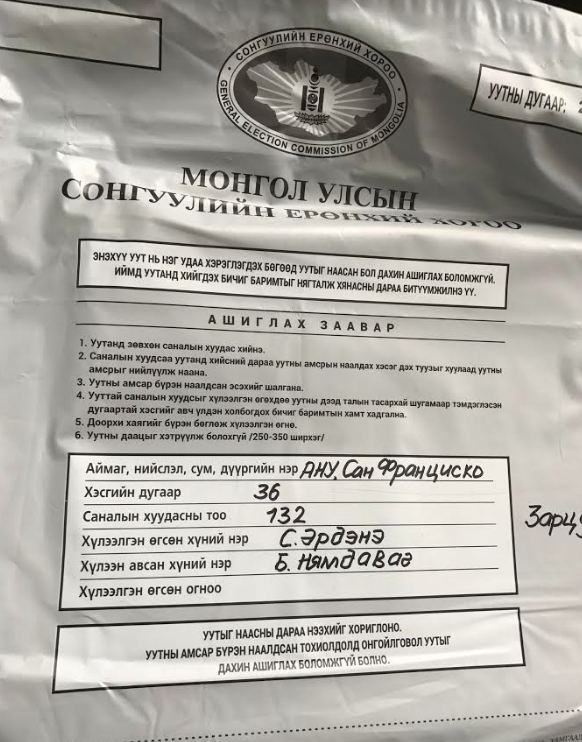 СОНГУУЛИЙН ЕРӨНХИЙ ХОРОО
GENERAL ELECTION COMMISSION OF MONGOLIA
УУТНЫ ДУГААР:
МОНГОЛ УЛСЫН
СОНГУУЛИЙН ЕРӨНХИЙ ХОРОО
ЭНЭХҮҮ УУТ НЬ НЭГ УДАА ХЭРЭГЛЭГДЭХ БӨГӨӨД УУТЫГ НААСАН БОЛ ДАХИН АШИГЛАХ БОЛОМЖГҮЙ.
ИЙМД УУТАНД ХИЙГДЭХ БИЧИГ БАРИМТЫГ НЯГТАЛЖ ХЯНАСНЫ ДАРАА БИТҮҮМЖИЛНЭ ҮҮ.
АШИГЛАХ ЗААВАР
1. Уутанд зөвхөн саналын хуудас хийнэ.
2. Саналын хуудсаа уутанд хийсний дараа уутны амсрын наалдах хэсэг дэх туузыг хуулаад уутны
амсрыг нийлүүлж наана.
3. Уутны амсар бүрэн наалдсан эсэхийг шалгана.
4. Ууттай саналын хуудсыг хүлээлгэн өгөхдөө уутны дээд талын тасархай шугамаар тэмдэглэсэн
дугаартай хэсгийг авч үлдэн холбогдох бичиг баримтын хамт хадгална.
5. Доорхи хаягийг бүрэн бөглөж хүлээлгэн өгнө.
6. Уутны даацыг хэтрүүлж болохгүй /250-350 ширхэг/
Аймаг, нийслэл, сум, дүүргийн нэр АНУ. Сан Франциско
Хэсгийн дугаар 36
Саналын хуудасны тоо 132
Хүлээлгэн өгсөн хүний нэр С. Эрдэнэ
Хүлээн авсан хүний нэр Б. Нямдаваа
Хүлээлгэн өгсөн огноо
УУТЫГ НААСНЫ ДАРАА НЭЭХИЙГ ХОРИГЛОНО.
УУТНЫ АМСАР БҮРЭН НААЛДСАН ТОХИОЛДОЛД ОНГОЙЛГОВОЛ УУТЫГ
ДАХИН АШИГЛАХ БОЛОМЖГҮЙ БОЛНО.